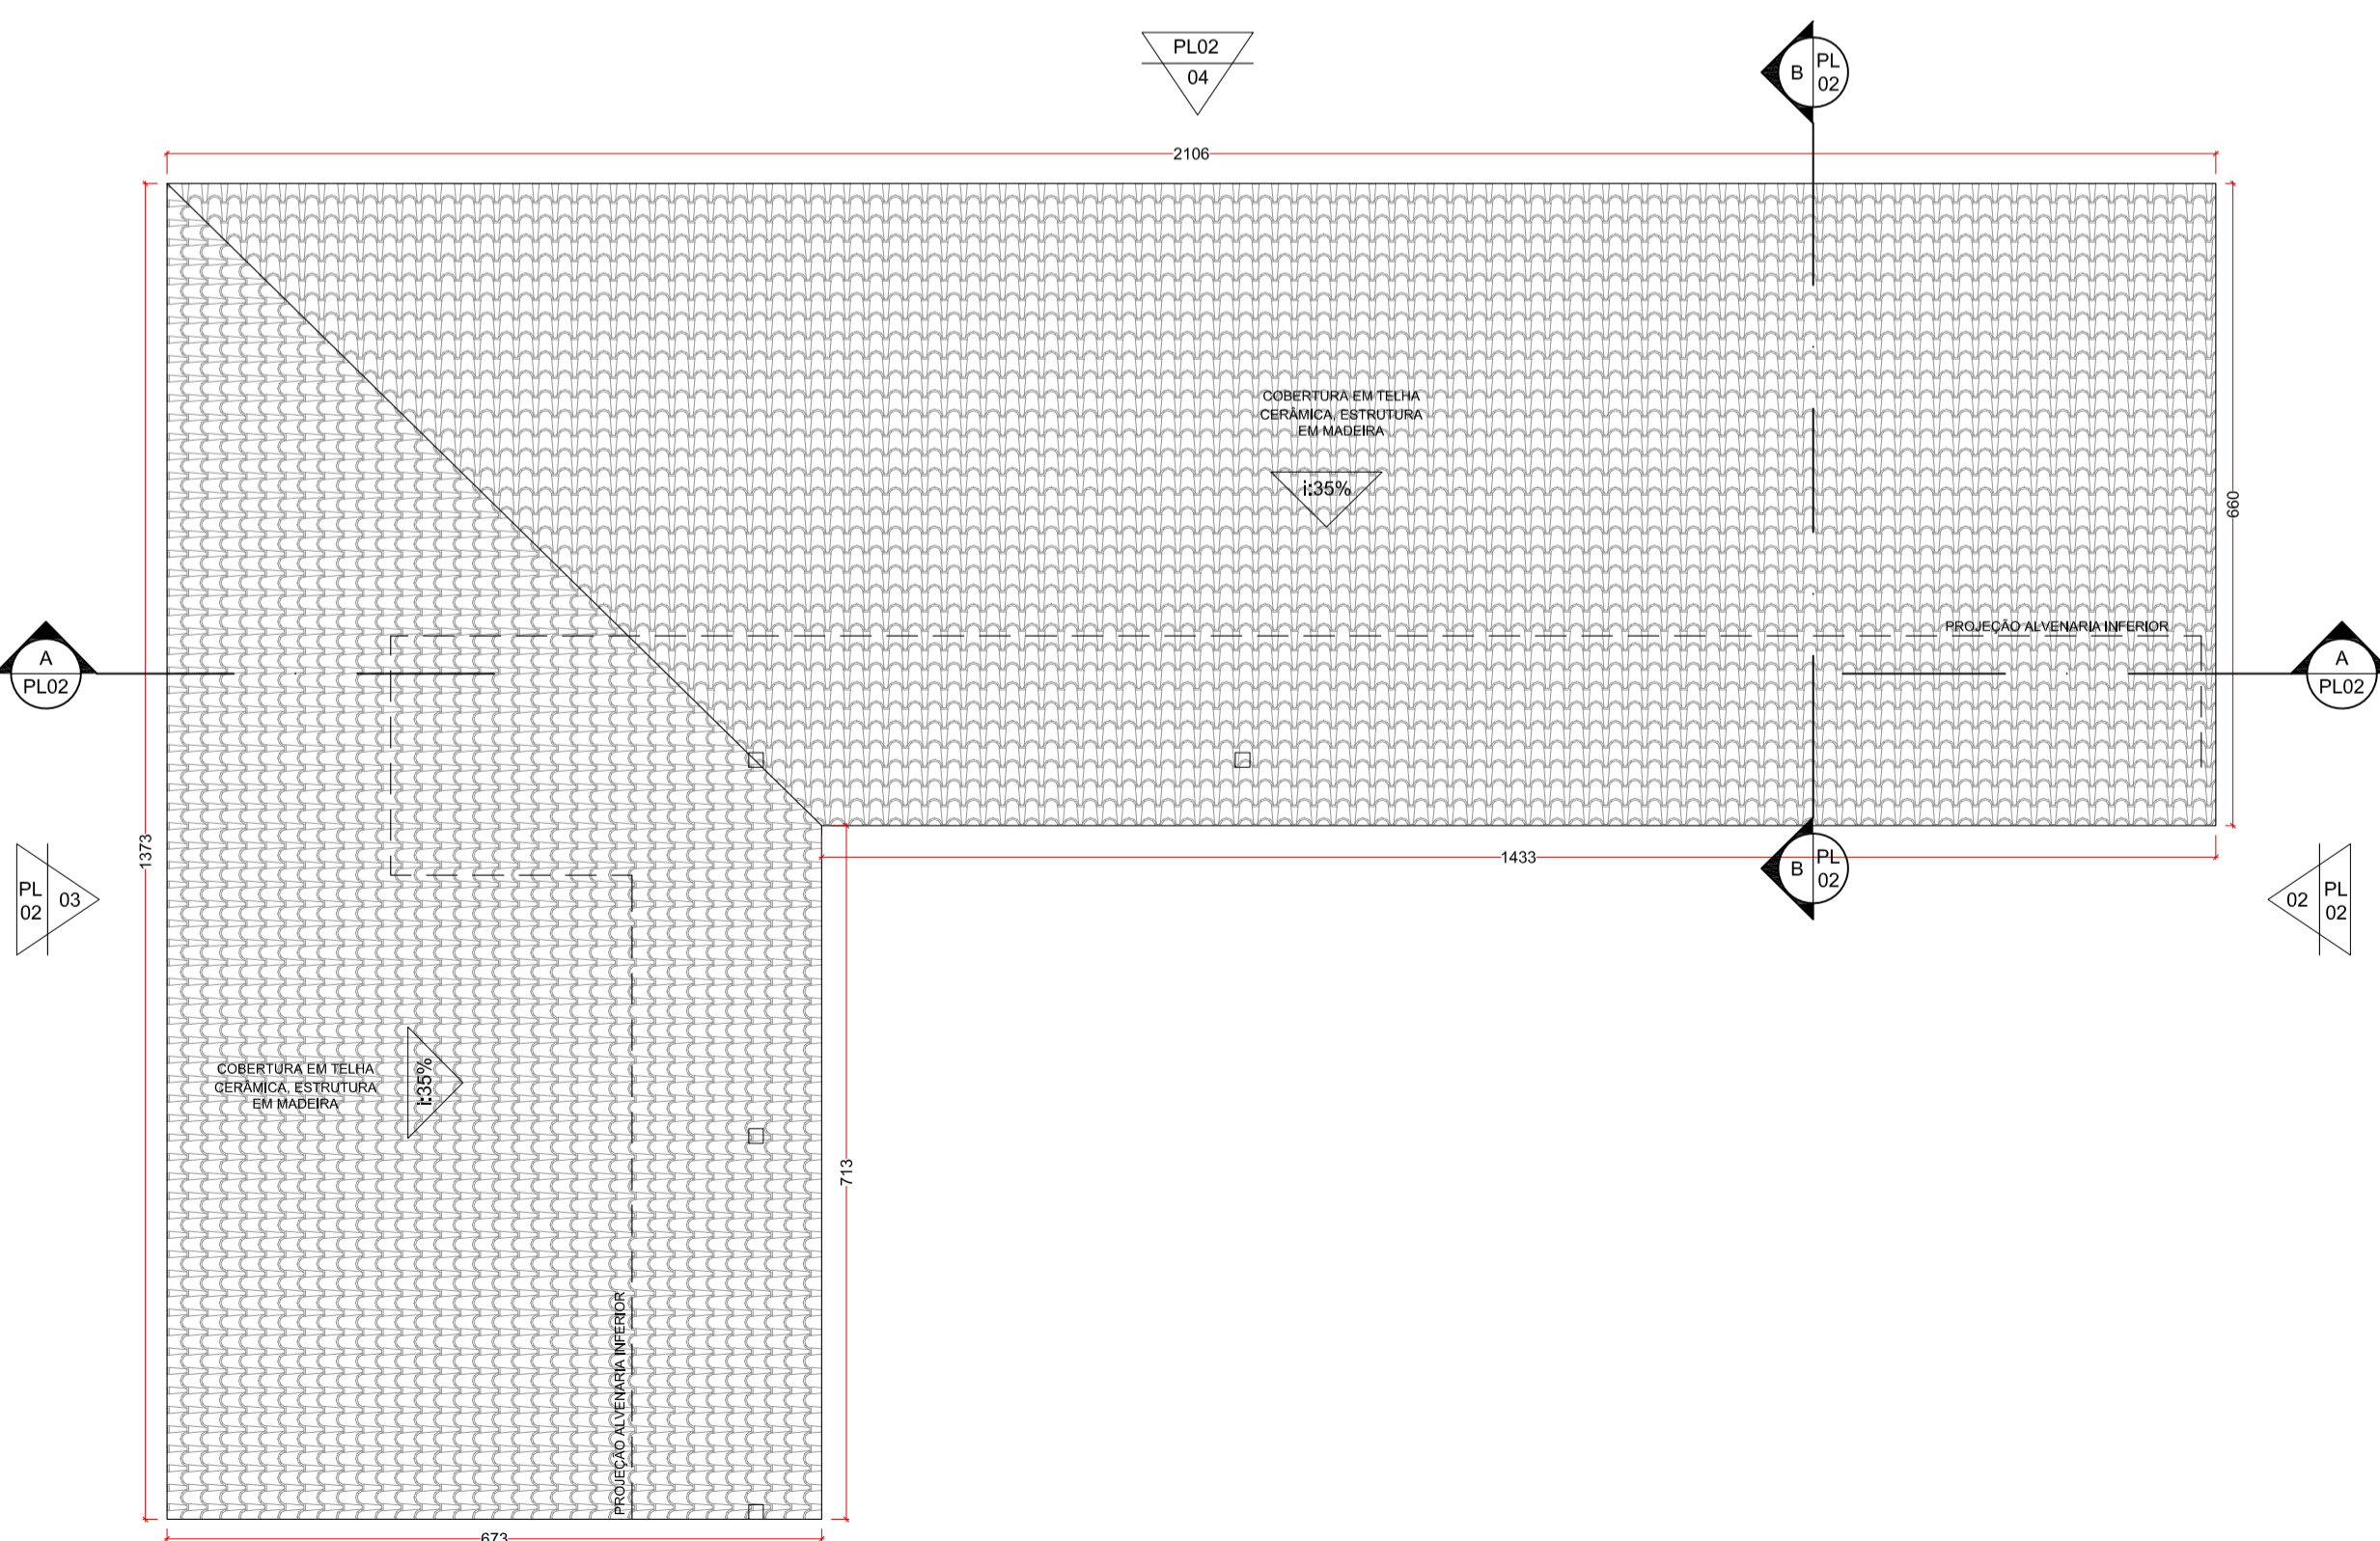 PL02
04
B
PL
02
2106
COBERTURA EM TELHA
CERÂMICA, ESTRUTURA
EM MADEIRA
i:35%
660
PROJEÇÃO ALVENARIA INFERIOR
A
PL02
A
PL02
1373
1433
B
PL
02
PL
02
03
02
PL
02
COBERTURA EM TELHA
CERÂMICA, ESTRUTURA
EM MADEIRA
i:35%
713
PROJEÇÃO ALVENARIA INFERIOR
673